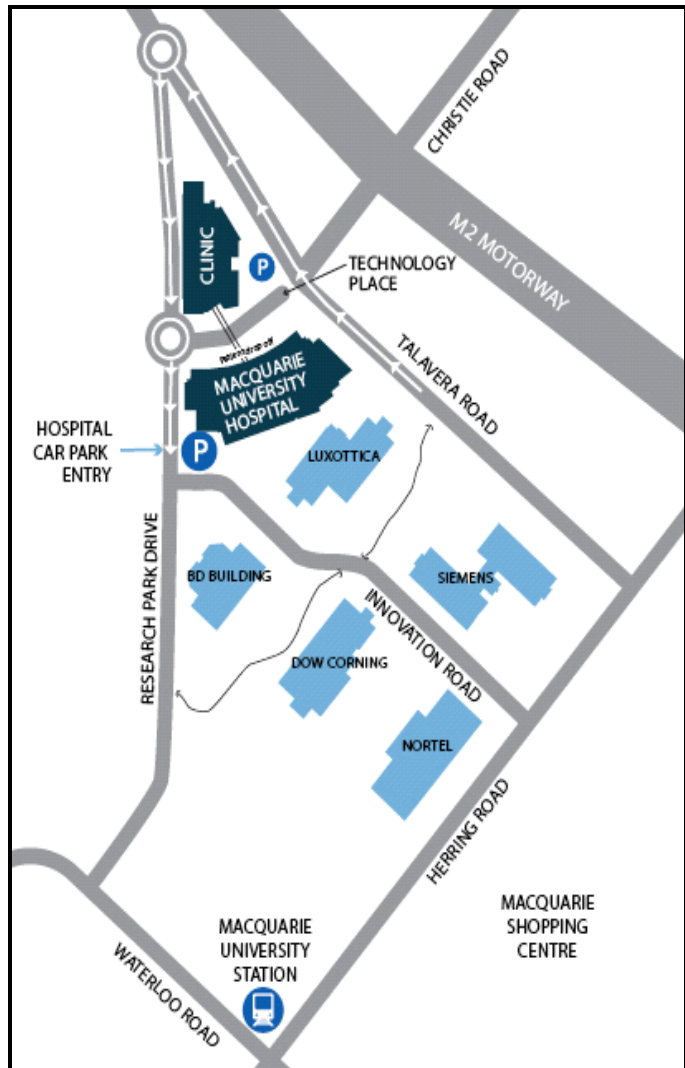 CHRISTIE ROAD
M2 MOTORWAY
CLINIC
P
TECHNOLOGY
PLACE
TALAVERA ROAD
MACQUARIE
UNIVERSITY
HOSPITAL
HOSPITAL
CAR PARK
ENTRY
P
LUXOTTICA
BD BUILDING
SIEMENS
INNOVATION ROAD
RESEARCH PARK DRIVE
DOW CORNING
NORTEL
HERRING ROAD
MACQUARIE
SHOPPING
CENTRE
MACQUARIE
UNIVERSITY
STATION
WATERLOO ROAD